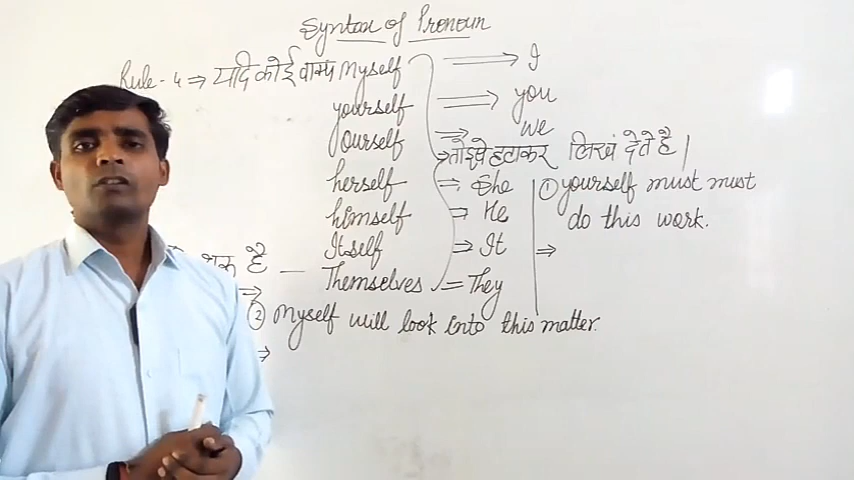 Syntax of Pronoun
Rule-4 ⇒ यदि कोई वाक्य myself ⇒ I
yourself ⇒ you
Ourself ⇒ we
तो इसे हटाकर लिख देते है।
herself ⇒ She
himself ⇒ He
Itself ⇒ It
शुरू है — Themselves = They
① yourself must must
do this work.
⇒
② myself will look into this matter.
⇒